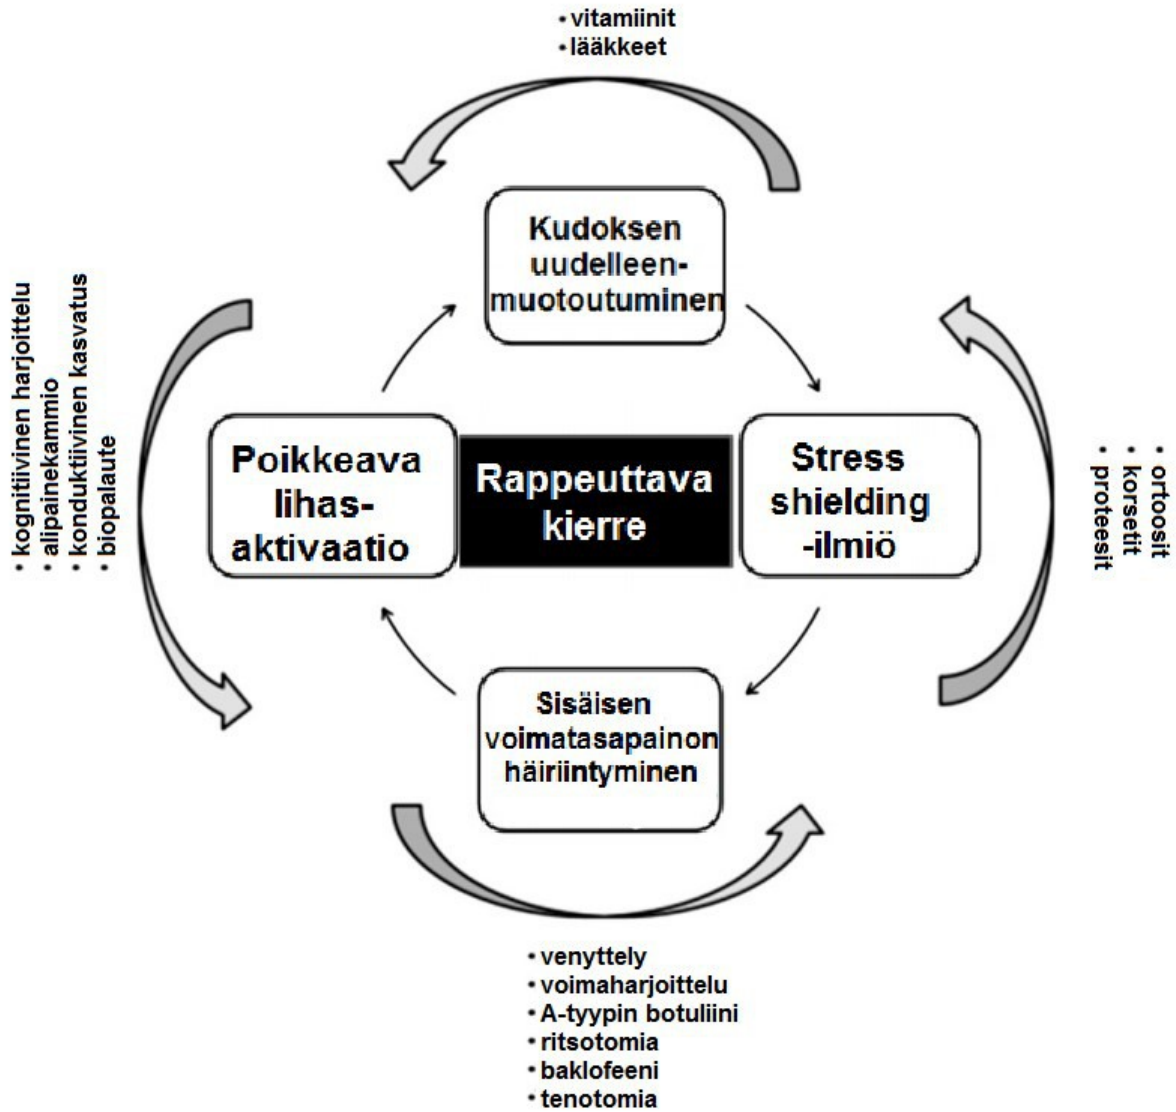 • vitamiinit
• lääkkeet
Kudoksen
uudelleen-
muotoutuminen
• kognitiivinen harjoittelu
• alipainekammio
• konduktiivinen kasvatus
• biopalaute
Poikkeava
lihas-
aktivaatio
Rappeuttava
kierre
Stress
shielding
-ilmiö
• ortoosit
• korsetit
• proteesit
Sisäisen
voimatasapainon
häiriintyminen
• venyttely
• voimaharjoittelu
• A-tyypin botuliini
• ritsotomia
• baklofeeni
• tenotomia